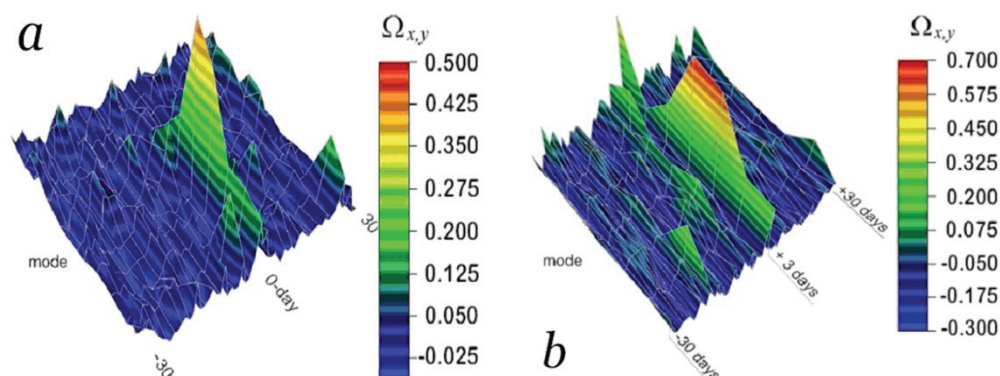 a
Ωx,y
0.500
0.425
0.350
0.275
0.200
0.125
0.050
-0.025
mode
-30
0-day
30
b
Ωx,y
0.700
0.575
0.450
0.325
0.200
0.075
-0.050
-0.175
-0.300
mode
-30 days
+ 3 days
+30 days